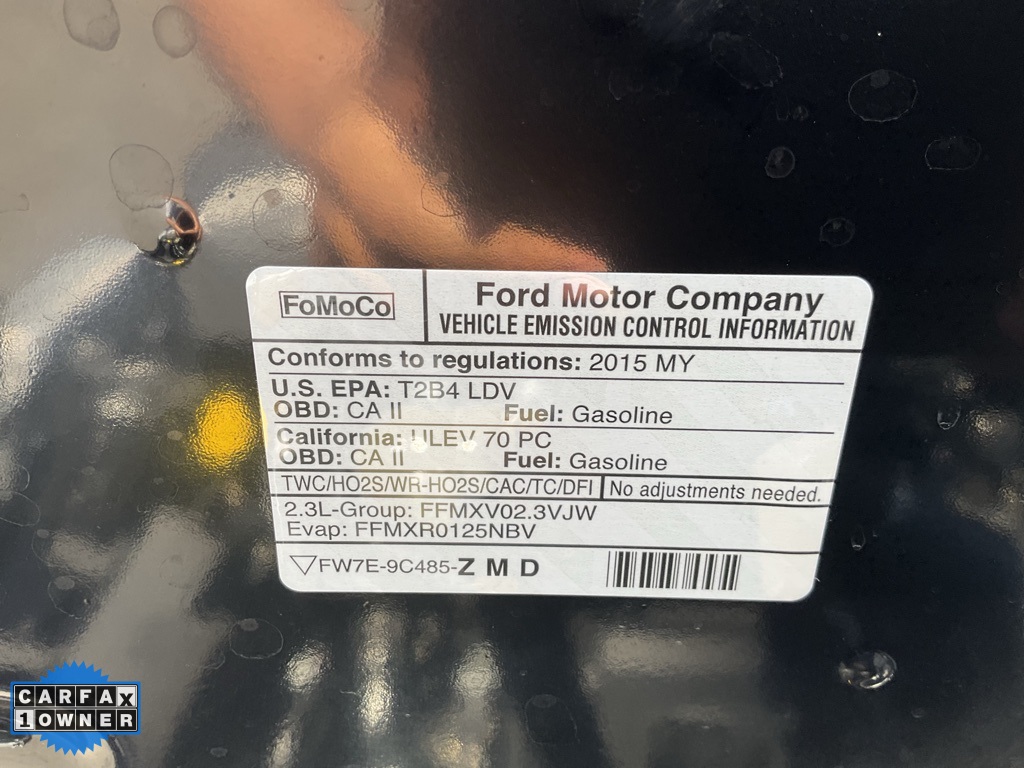 FoMoCo
Ford Motor Company
VEHICLE EMISSION CONTROL INFORMATION
Conforms to regulations: 2015 MY
U.S. EPA: T2B4 LDV
OBD: CA II Fuel: Gasoline
California: ULEV 70 PC
OBD: CA II Fuel: Gasoline
TWC/HO2S/WR-HO2S/CAC/TC/DFI No adjustments needed.
2.3L-Group: FFMXV02.3VJW
Evap: FFMXR0125NBV
FW7E-9C485-Z M D
CARFAX
1 OWNER